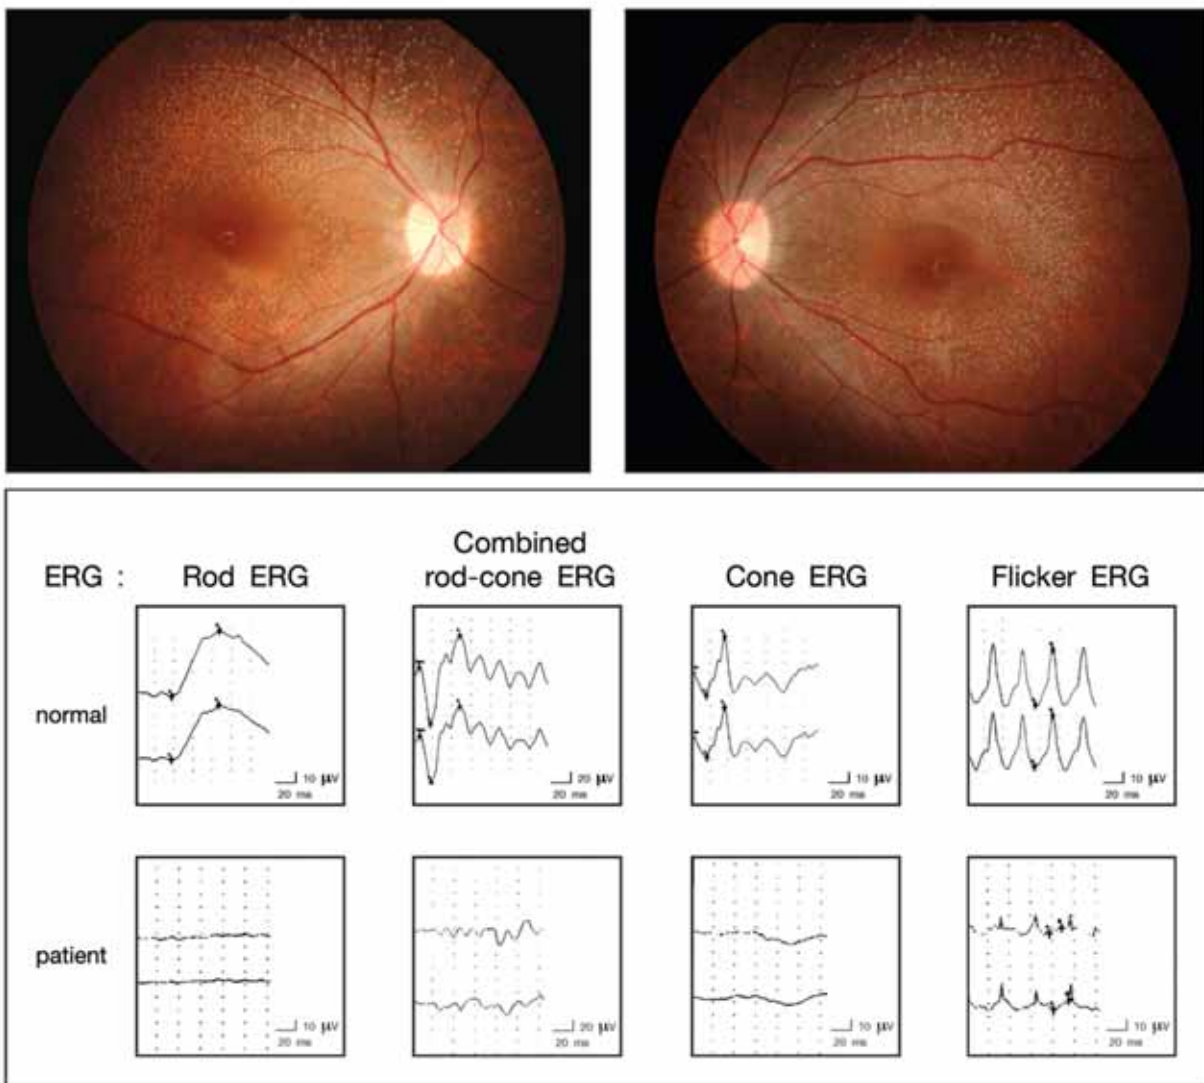 Combined
ERG : Rod ERG rod-cone ERG Cone ERG Flicker ERG
normal
10 µV 20 µV 10 µV 10 µV
20 ms 20 ms 20 ms 20 ms
patient
10 µV 20 µV 10 µV 10 µV
20 ms 20 ms 20 ms 20 ms